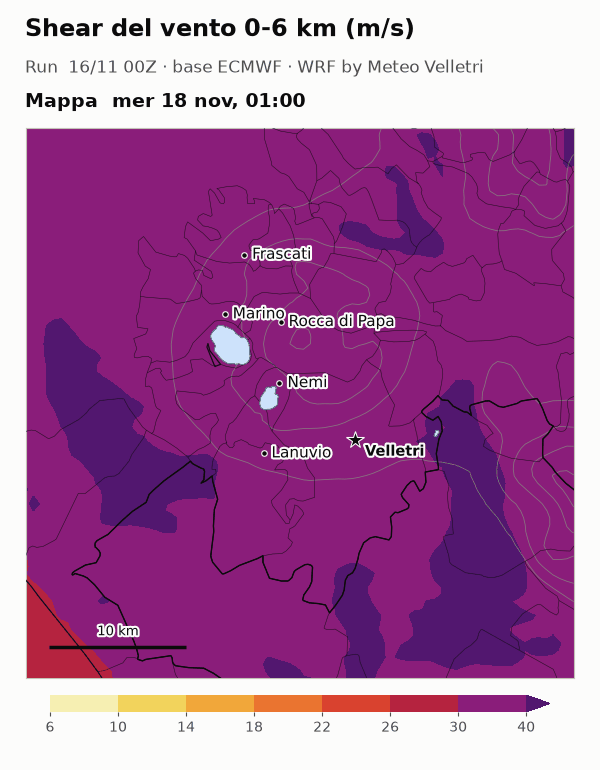 Shear del vento 0-6 km (m/s)
Run  16/11 00Z · base ECMWF · WRF by Meteo Velletri
Mappa  mer 18 nov, 01:00
Frascati
Marino
Rocca di Papa
Nemi
Velletri
Lanuvio
10 km
6 10 14 18 22 26 30 40